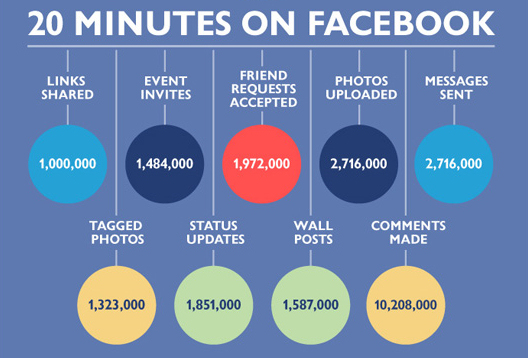 20 MINUTES ON FACEBOOK
LINKS
SHARED
1,000,000
EVENT
INVITES
1,484,000
FRIEND
REQUESTS
ACCEPTED
1,972,000
PHOTOS
UPLOADED
2,716,000
MESSAGES
SENT
2,716,000
TAGGED
PHOTOS
1,323,000
STATUS
UPDATES
1,851,000
WALL
POSTS
1,587,000
COMMENTS
MADE
10,208,000